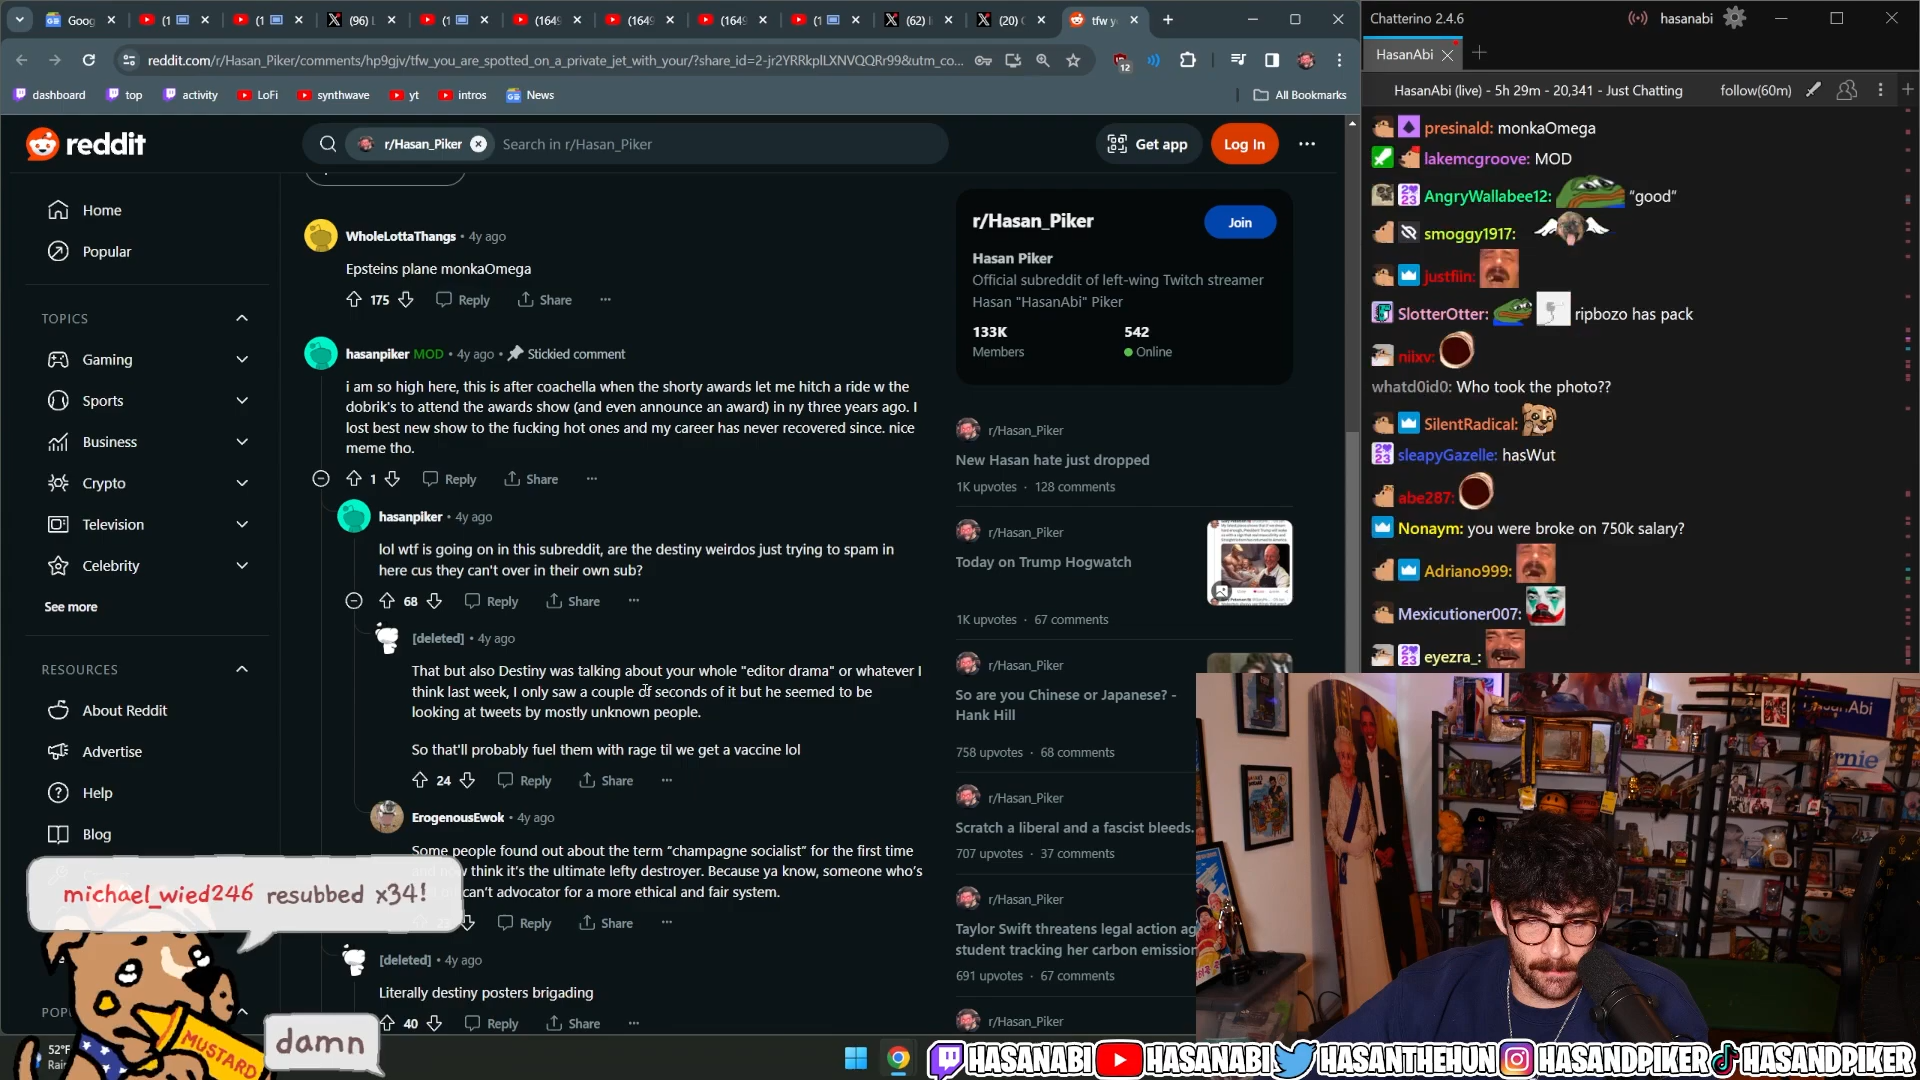 Goog
(1
(1
(96) L
(1
(1649
(1649
(1649
(1
(62) l
(20) C
tfw y
reddit.com/r/Hasan_Piker/comments/hp9gjv/tfw_you_are_spotted_on_a_private_jet_with_your/?share_id=2-jr2YRRkplLXNVQQRr99&utm_co...
12
dashboard
top
activity
LoFi
synthwave
yt
intros
News
All Bookmarks
reddit
r/Hasan_Piker
Search in r/Hasan_Piker
Get app
Log In
Home
Popular
TOPICS
Gaming
Sports
Business
Crypto
Television
Celebrity
See more
RESOURCES
About Reddit
Advertise
Help
Blog
WholeLottaThangs • 4y ago
Epsteins plane monkaOmega
175 Reply Share
hasanpiker MOD • 4y ago • Stickied comment
i am so high here, this is after coachella when the shorty awards let me hitch a ride w the
dobrik's to attend the awards show (and even announce an award) in ny three years ago. I
lost best new show to the fucking hot ones and my career has never recovered since. nice
meme tho.
1 Reply Share
hasanpiker • 4y ago
lol wtf is going on in this subreddit, are the destiny weirdos just trying to spam in
here cus they can't over in their own sub?
68 Reply Share
[deleted] • 4y ago
That but also Destiny was talking about your whole "editor drama" or whatever I
think last week, I only saw a couple of seconds of it but he seemed to be
looking at tweets by mostly unknown people.
So that'll probably fuel them with rage til we get a vaccine lol
24 Reply Share
ErogenousEwok • 4y ago
Some people found out about the term “champagne socialist” for the first time
think it's the ultimate lefty destroyer. Because ya know, someone who's
can't advocator for a more ethical and fair system.
Reply Share
[deleted] • 4y ago
Literally destiny posters brigading
40 Reply Share
r/Hasan_Piker
Join
Hasan Piker
Official subreddit of left-wing Twitch streamer
Hasan "HasanAbi" Piker
133K 542
Members Online
r/Hasan_Piker
New Hasan hate just dropped
1K upvotes · 128 comments
r/Hasan_Piker
Today on Trump Hogwatch
1K upvotes · 67 comments
r/Hasan_Piker
So are you Chinese or Japanese? -
Hank Hill
758 upvotes · 68 comments
r/Hasan_Piker
Scratch a liberal and a fascist bleeds.
707 upvotes · 37 comments
r/Hasan_Piker
Taylor Swift threatens legal action ag
student tracking her carbon emission
691 upvotes · 67 comments
r/Hasan_Piker
michael_wied246 resubbed x34!
MUSTARD
damn
52°F
Chatterino 2.4.6
hasanabi
HasanAbi
HasanAbi (live) - 5h 29m - 20,341 - Just Chatting
follow(60m)
presinald: monkaOmega
lakemcgroove: MOD
AngryWallabee12: “good”
smoggy1917:
justfiin:
SlotterOtter: ripbozo has pack
niixv:
whatd0id0: Who took the photo??
SilentRadical:
sleapyGazelle: hasWut
abe287:
Nonaym: you were broke on 750k salary?
Adriano999:
Mexicutioner007:
eyezra_:
HASANABI HASANABI HASANTHEHUN HASANDPIKER HASANDPIKER